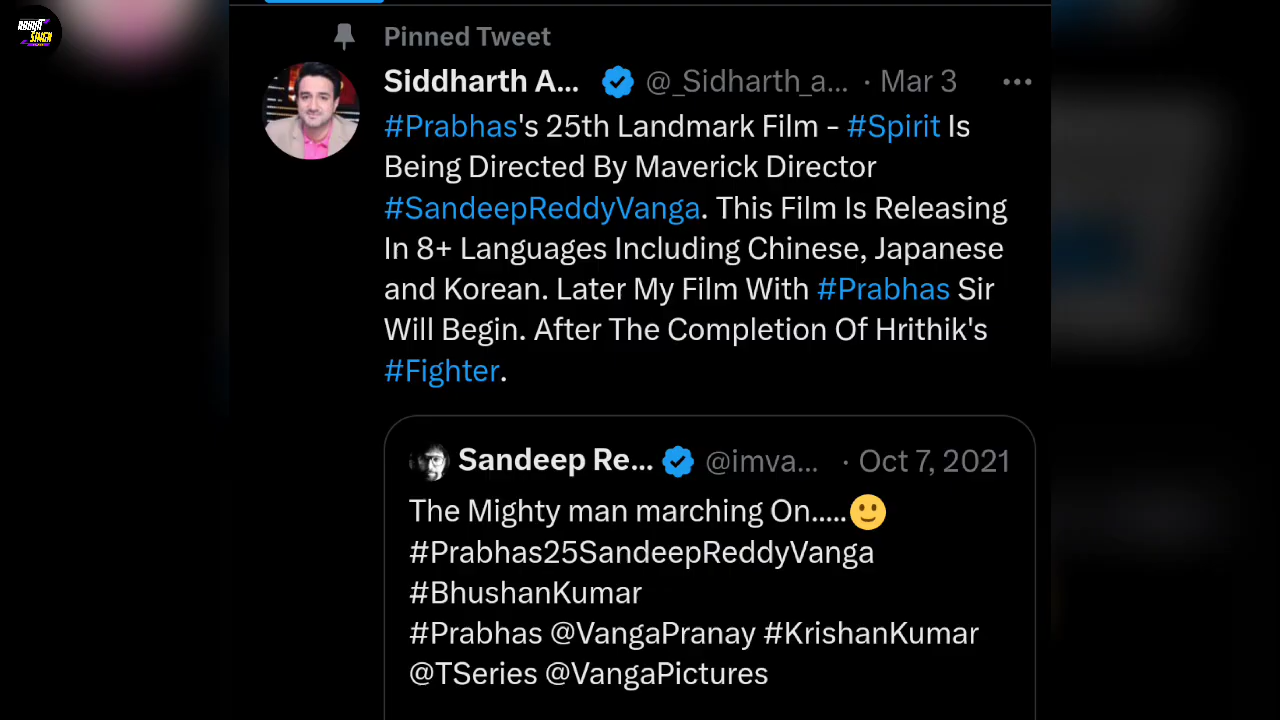 Pinned Tweet
Siddharth A... @_Sidharth_a... · Mar 3
#Prabhas's 25th Landmark Film - #Spirit Is
Being Directed By Maverick Director
#SandeepReddyVanga. This Film Is Releasing
In 8+ Languages Including Chinese, Japanese
and Korean. Later My Film With #Prabhas Sir
Will Begin. After The Completion Of Hrithik's
#Fighter.
Sandeep Re... @imva... · Oct 7, 2021
The Mighty man marching On.....🙂
#Prabhas25SandeepReddyVanga
#BhushanKumar
#Prabhas @VangaPranay #KrishanKumar
@TSeries @VangaPictures